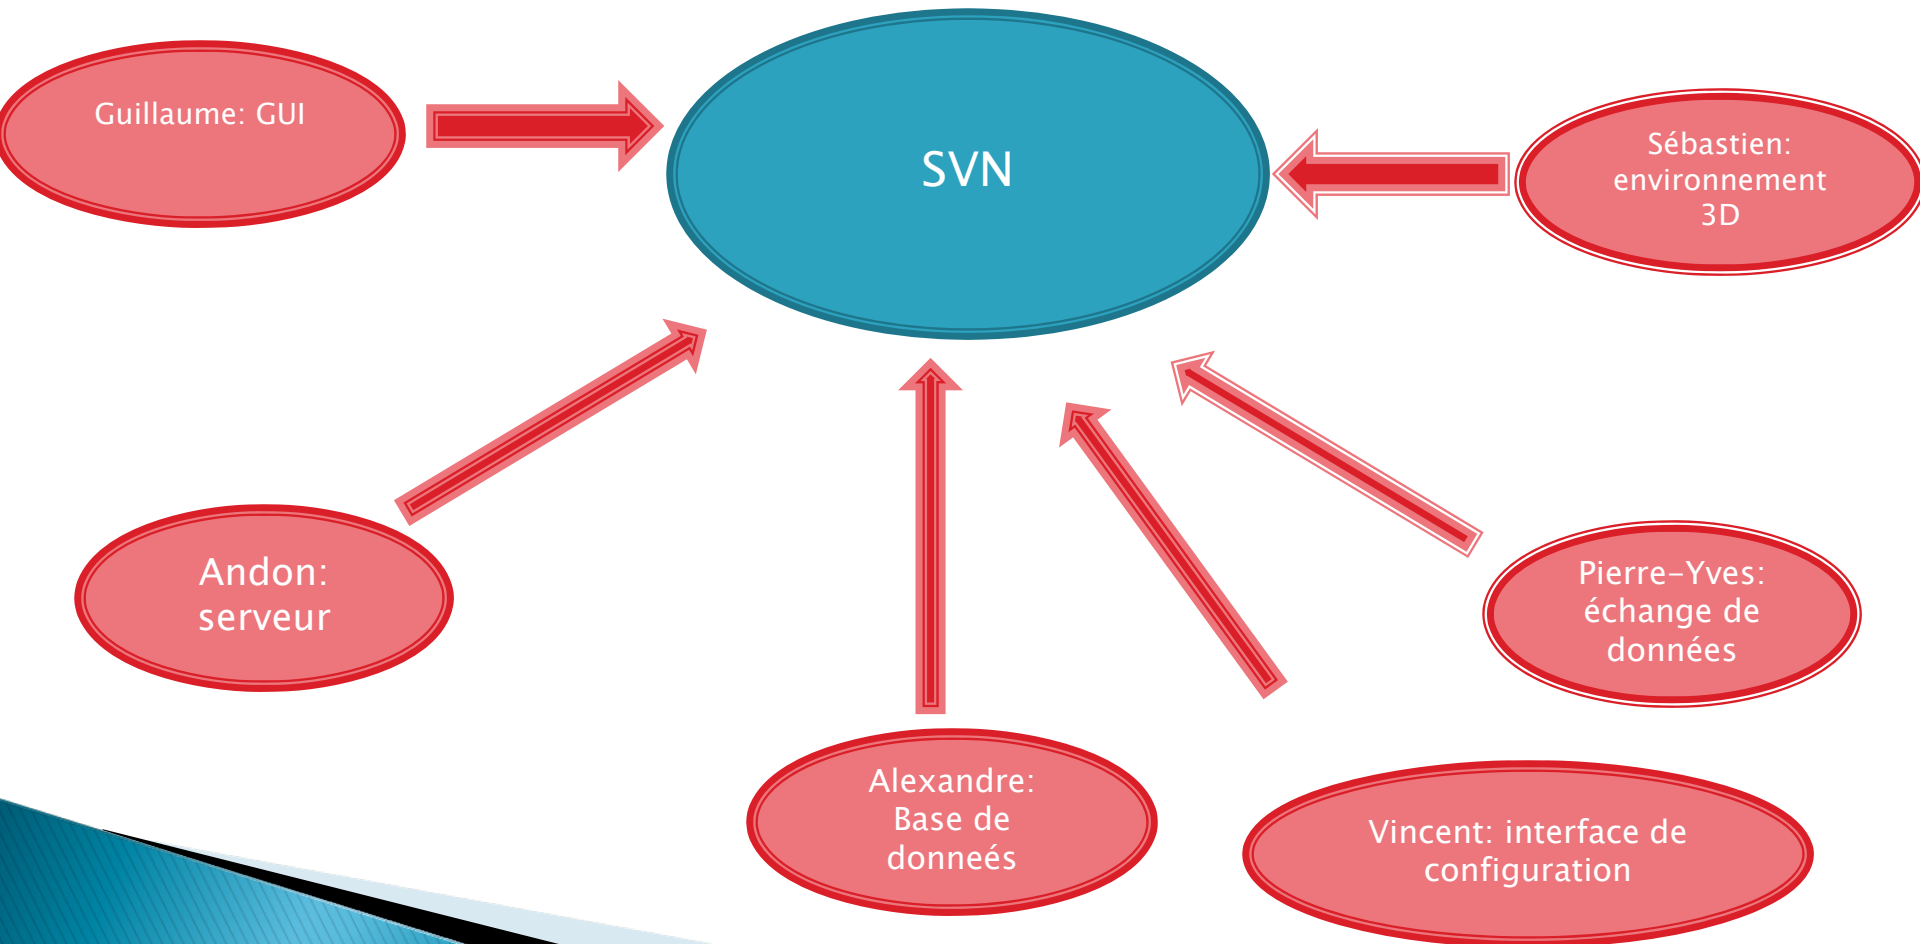 Guillaume: GUI
SVN
Sébastien:
environnement
3D
Andon:
serveur
Pierre-Yves:
échange de
données
Alexandre:
Base de
donneés
Vincent: interface de
configuration